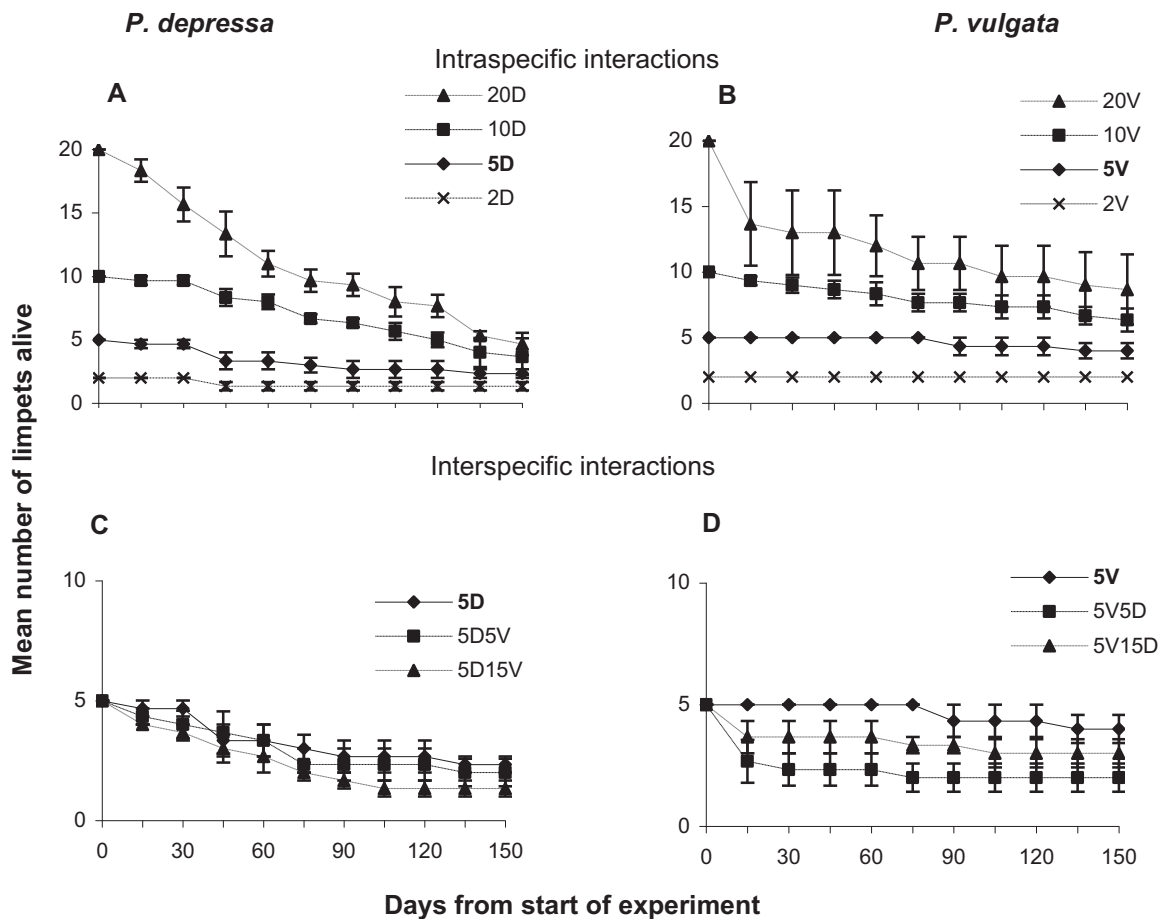 P. depressa
P. vulgata
Intraspecific interactions
A
20D
10D
5D
2D
20
15
10
5
0
B
20V
10V
5V
2V
20
15
10
5
0
Mean number of limpets alive
Interspecific interactions
C
5D
5D5V
5D15V
10
5
0
0 30 60 90 120 150
D
5V
5V5D
5V15D
10
5
0
0 30 60 90 120 150
Days from start of experiment